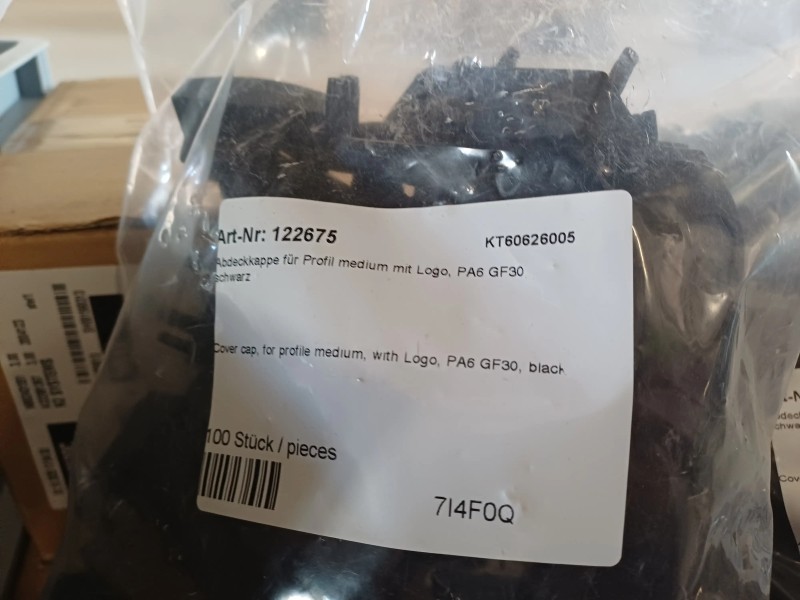 Art-Nr: 122675
KT60626005
Abdeckkappe für Profil medium mit Logo, PA6 GF30
schwarz
Cover cap, for profile medium, with Logo, PA6 GF30, black
100 Stück / pieces
7I4F0Q